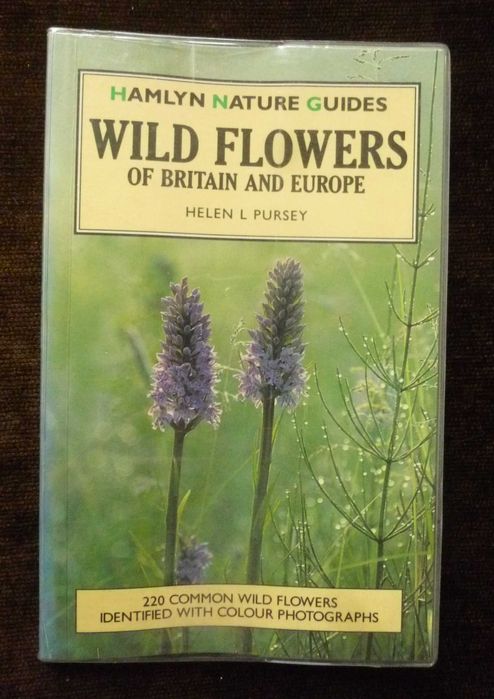 HAMLYN NATURE GUIDES
WILD FLOWERS
OF BRITAIN AND EUROPE
HELEN L PURSEY
220 COMMON WILD FLOWERS
IDENTIFIED WITH COLOUR PHOTOGRAPHS